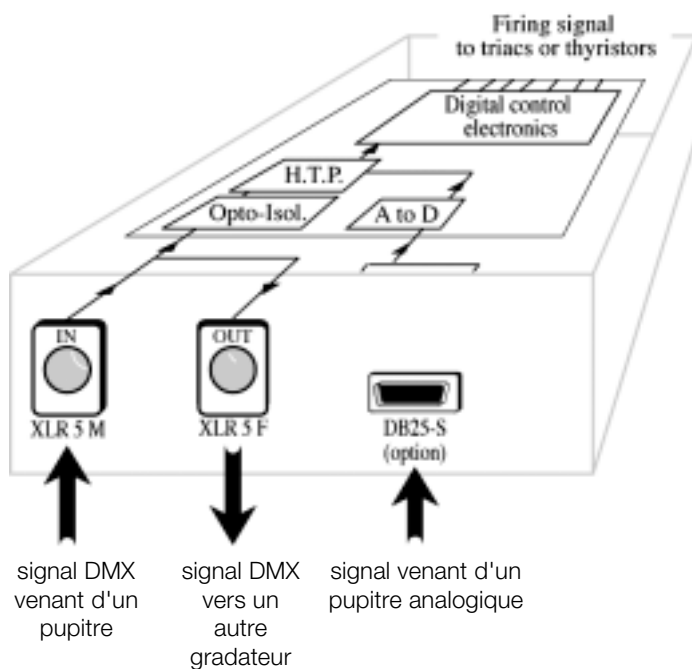 Firing signal
to triacs or thyristors
Digital control
electronics
H.T.P.
Opto-Isol.
A to D
IN
OUT
XLR 5 M
XLR 5 F
DB25-S
(option)
signal DMX
venant d'un
pupitre
signal DMX
vers un
autre
gradateur
signal venant d'un
pupitre analogique